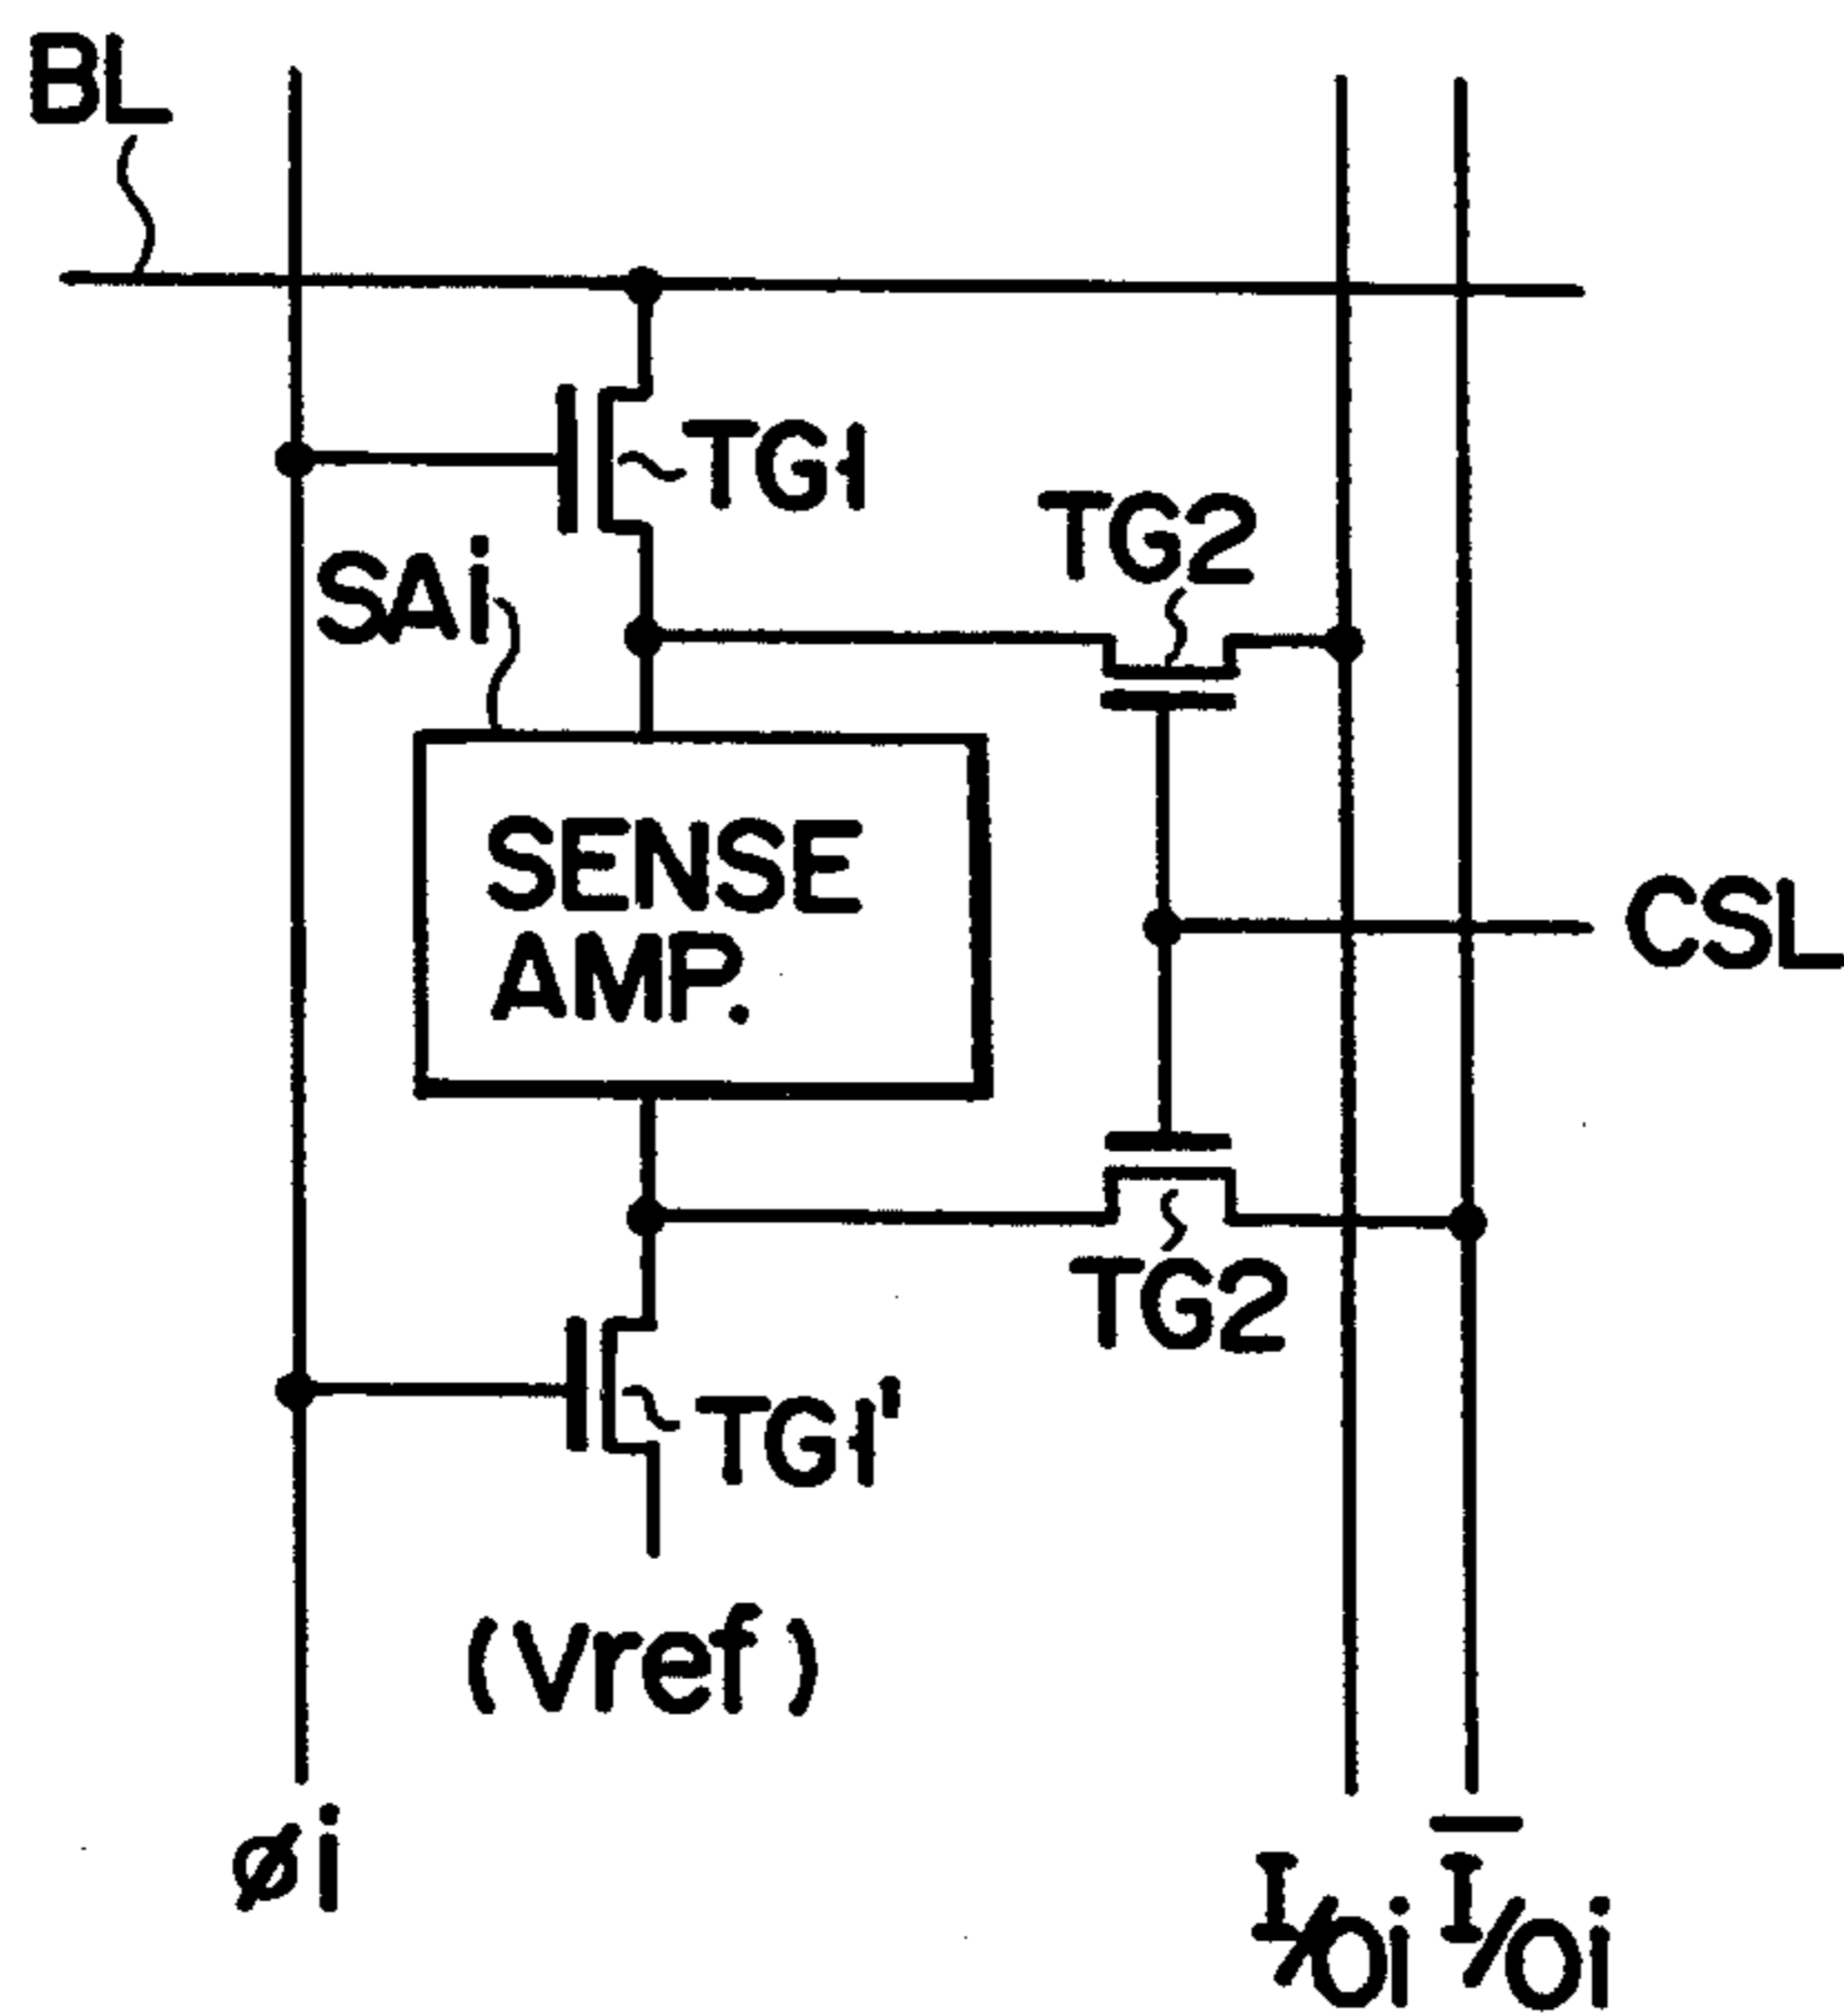 BL
TG1
TG2
SAi
SENSE
AMP.
CSL
TG2
TG1'
(Vref)
øi
I/Oi
I̅/Oi